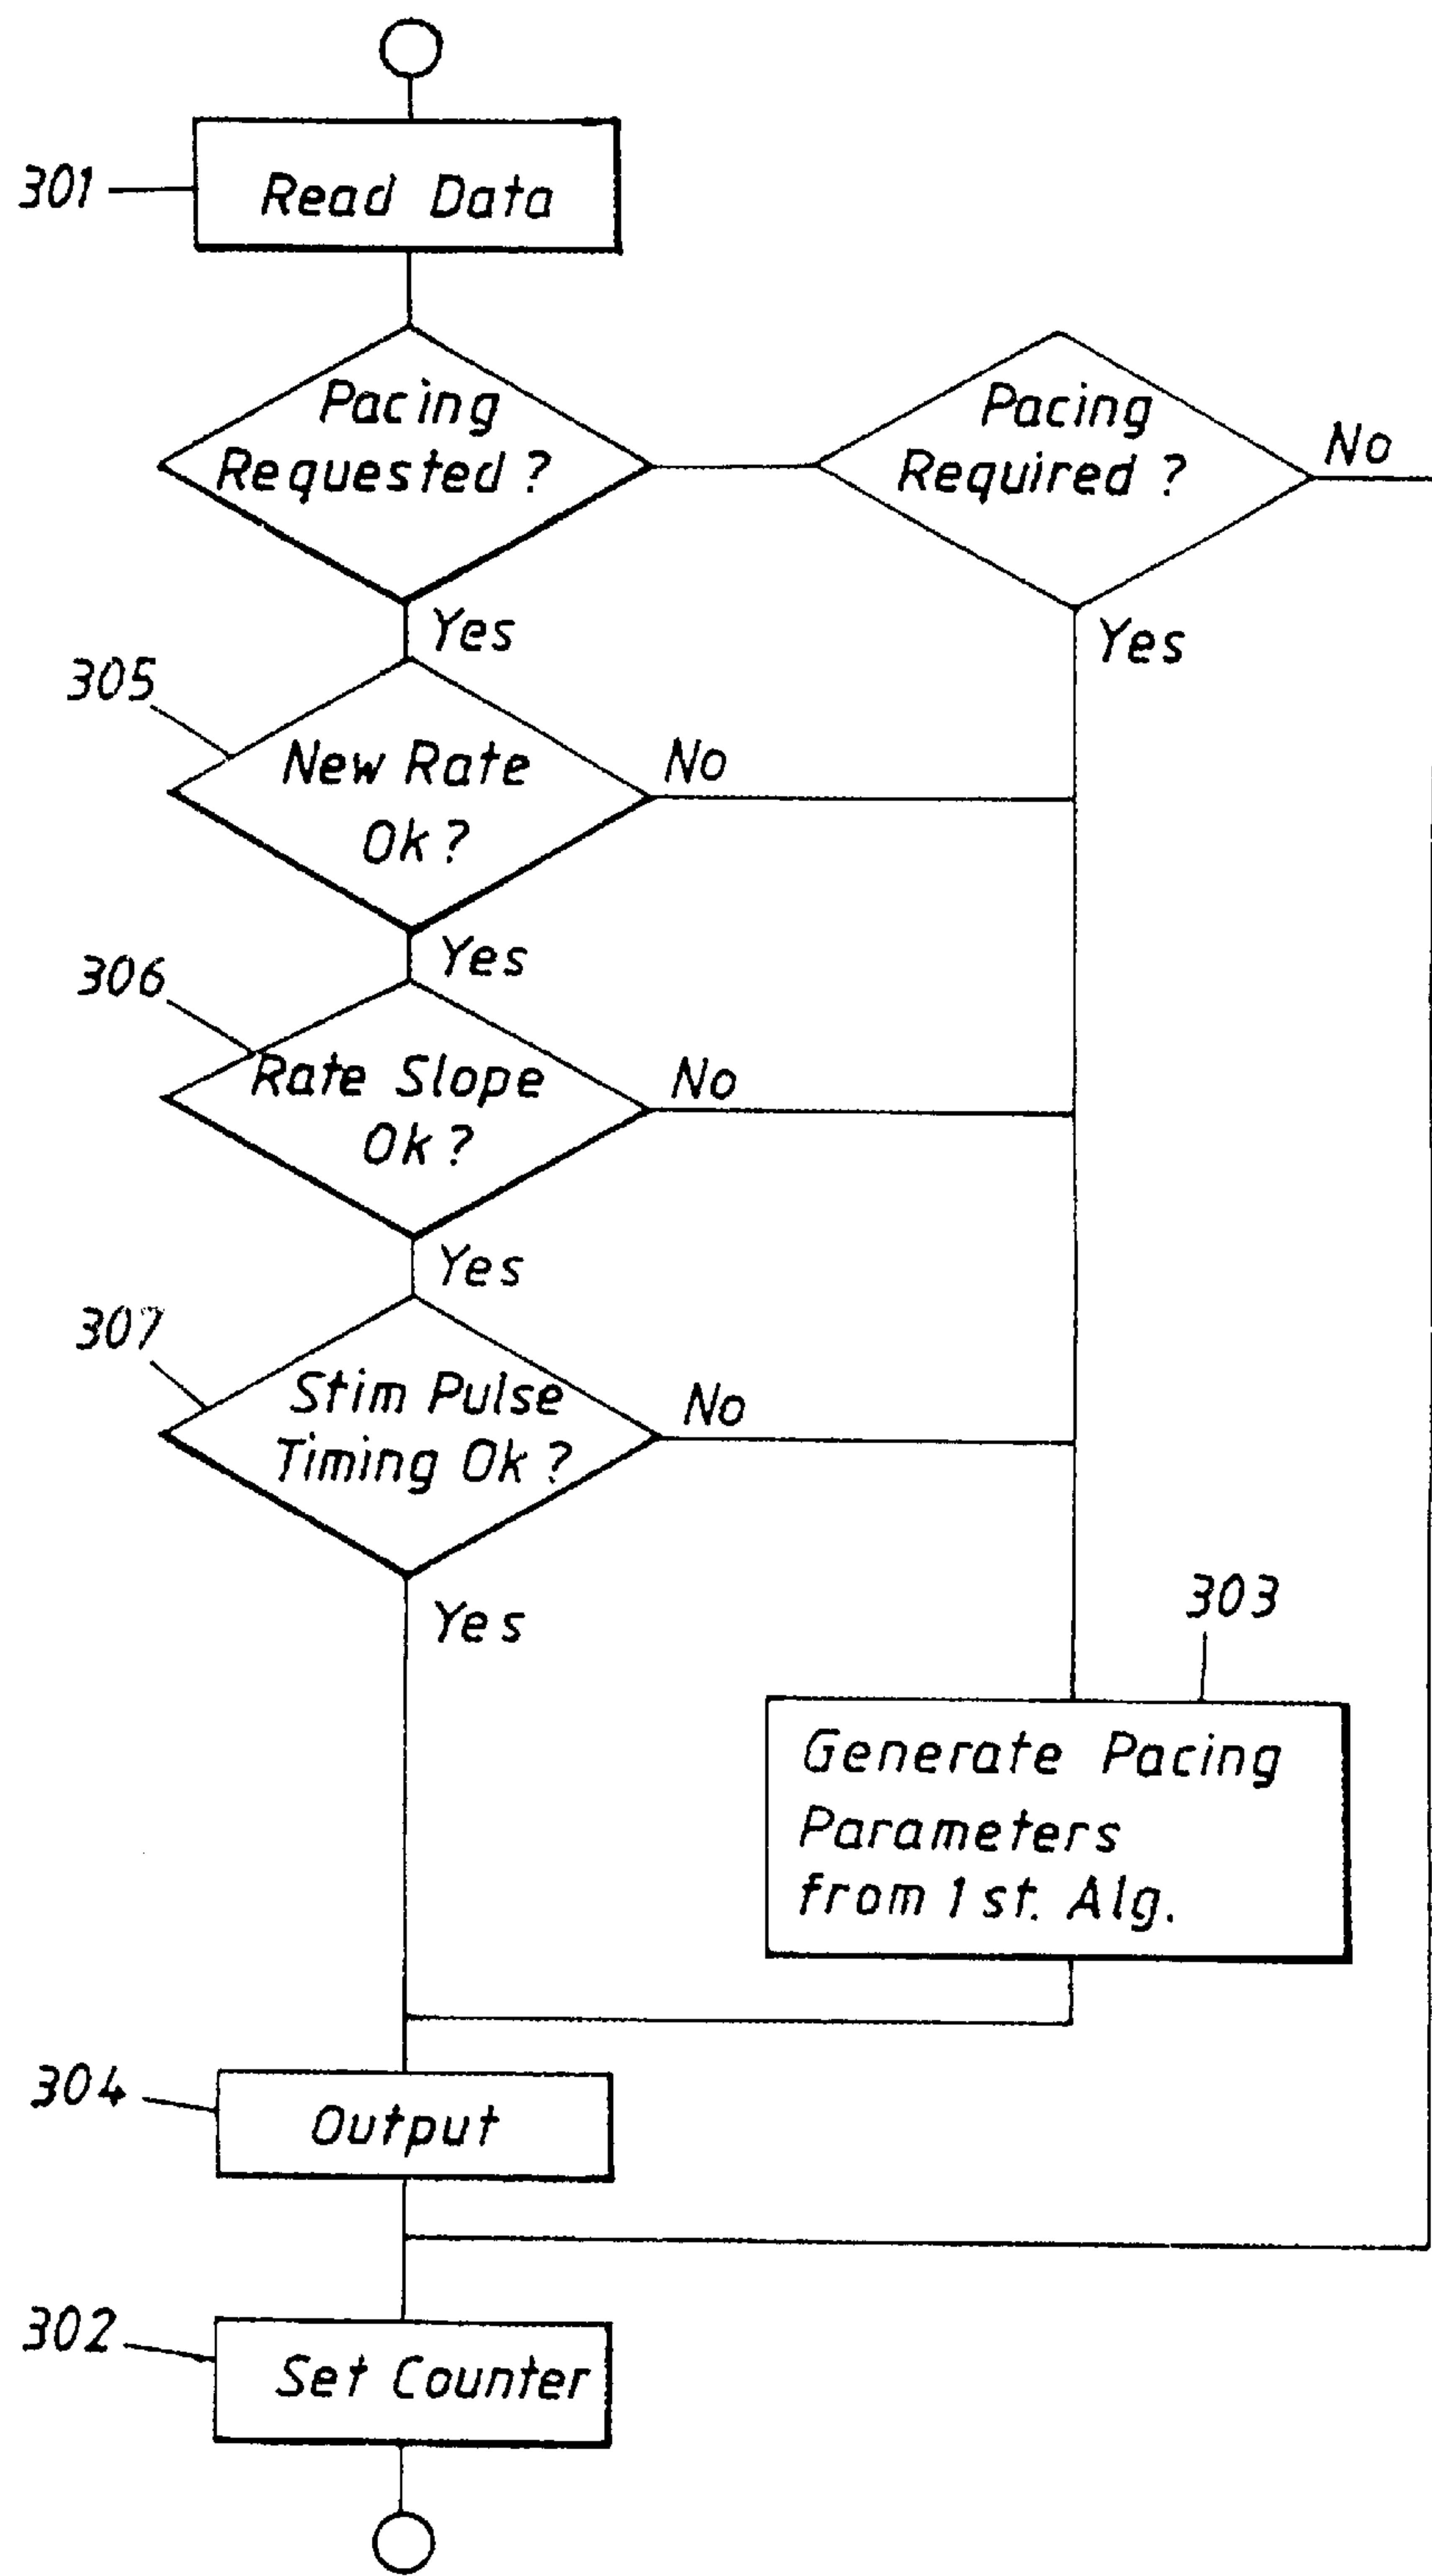 301
Read Data
Pacing
Requested ?
Pacing
Required ?
No
Yes
Yes
305
New Rate
Ok ?
No
Yes
306
Rate Slope
Ok ?
No
Yes
307
Stim Pulse
Timing Ok ?
No
Yes
303
Generate Pacing
Parameters
from 1 st. Alg.
304
Output
302
Set Counter